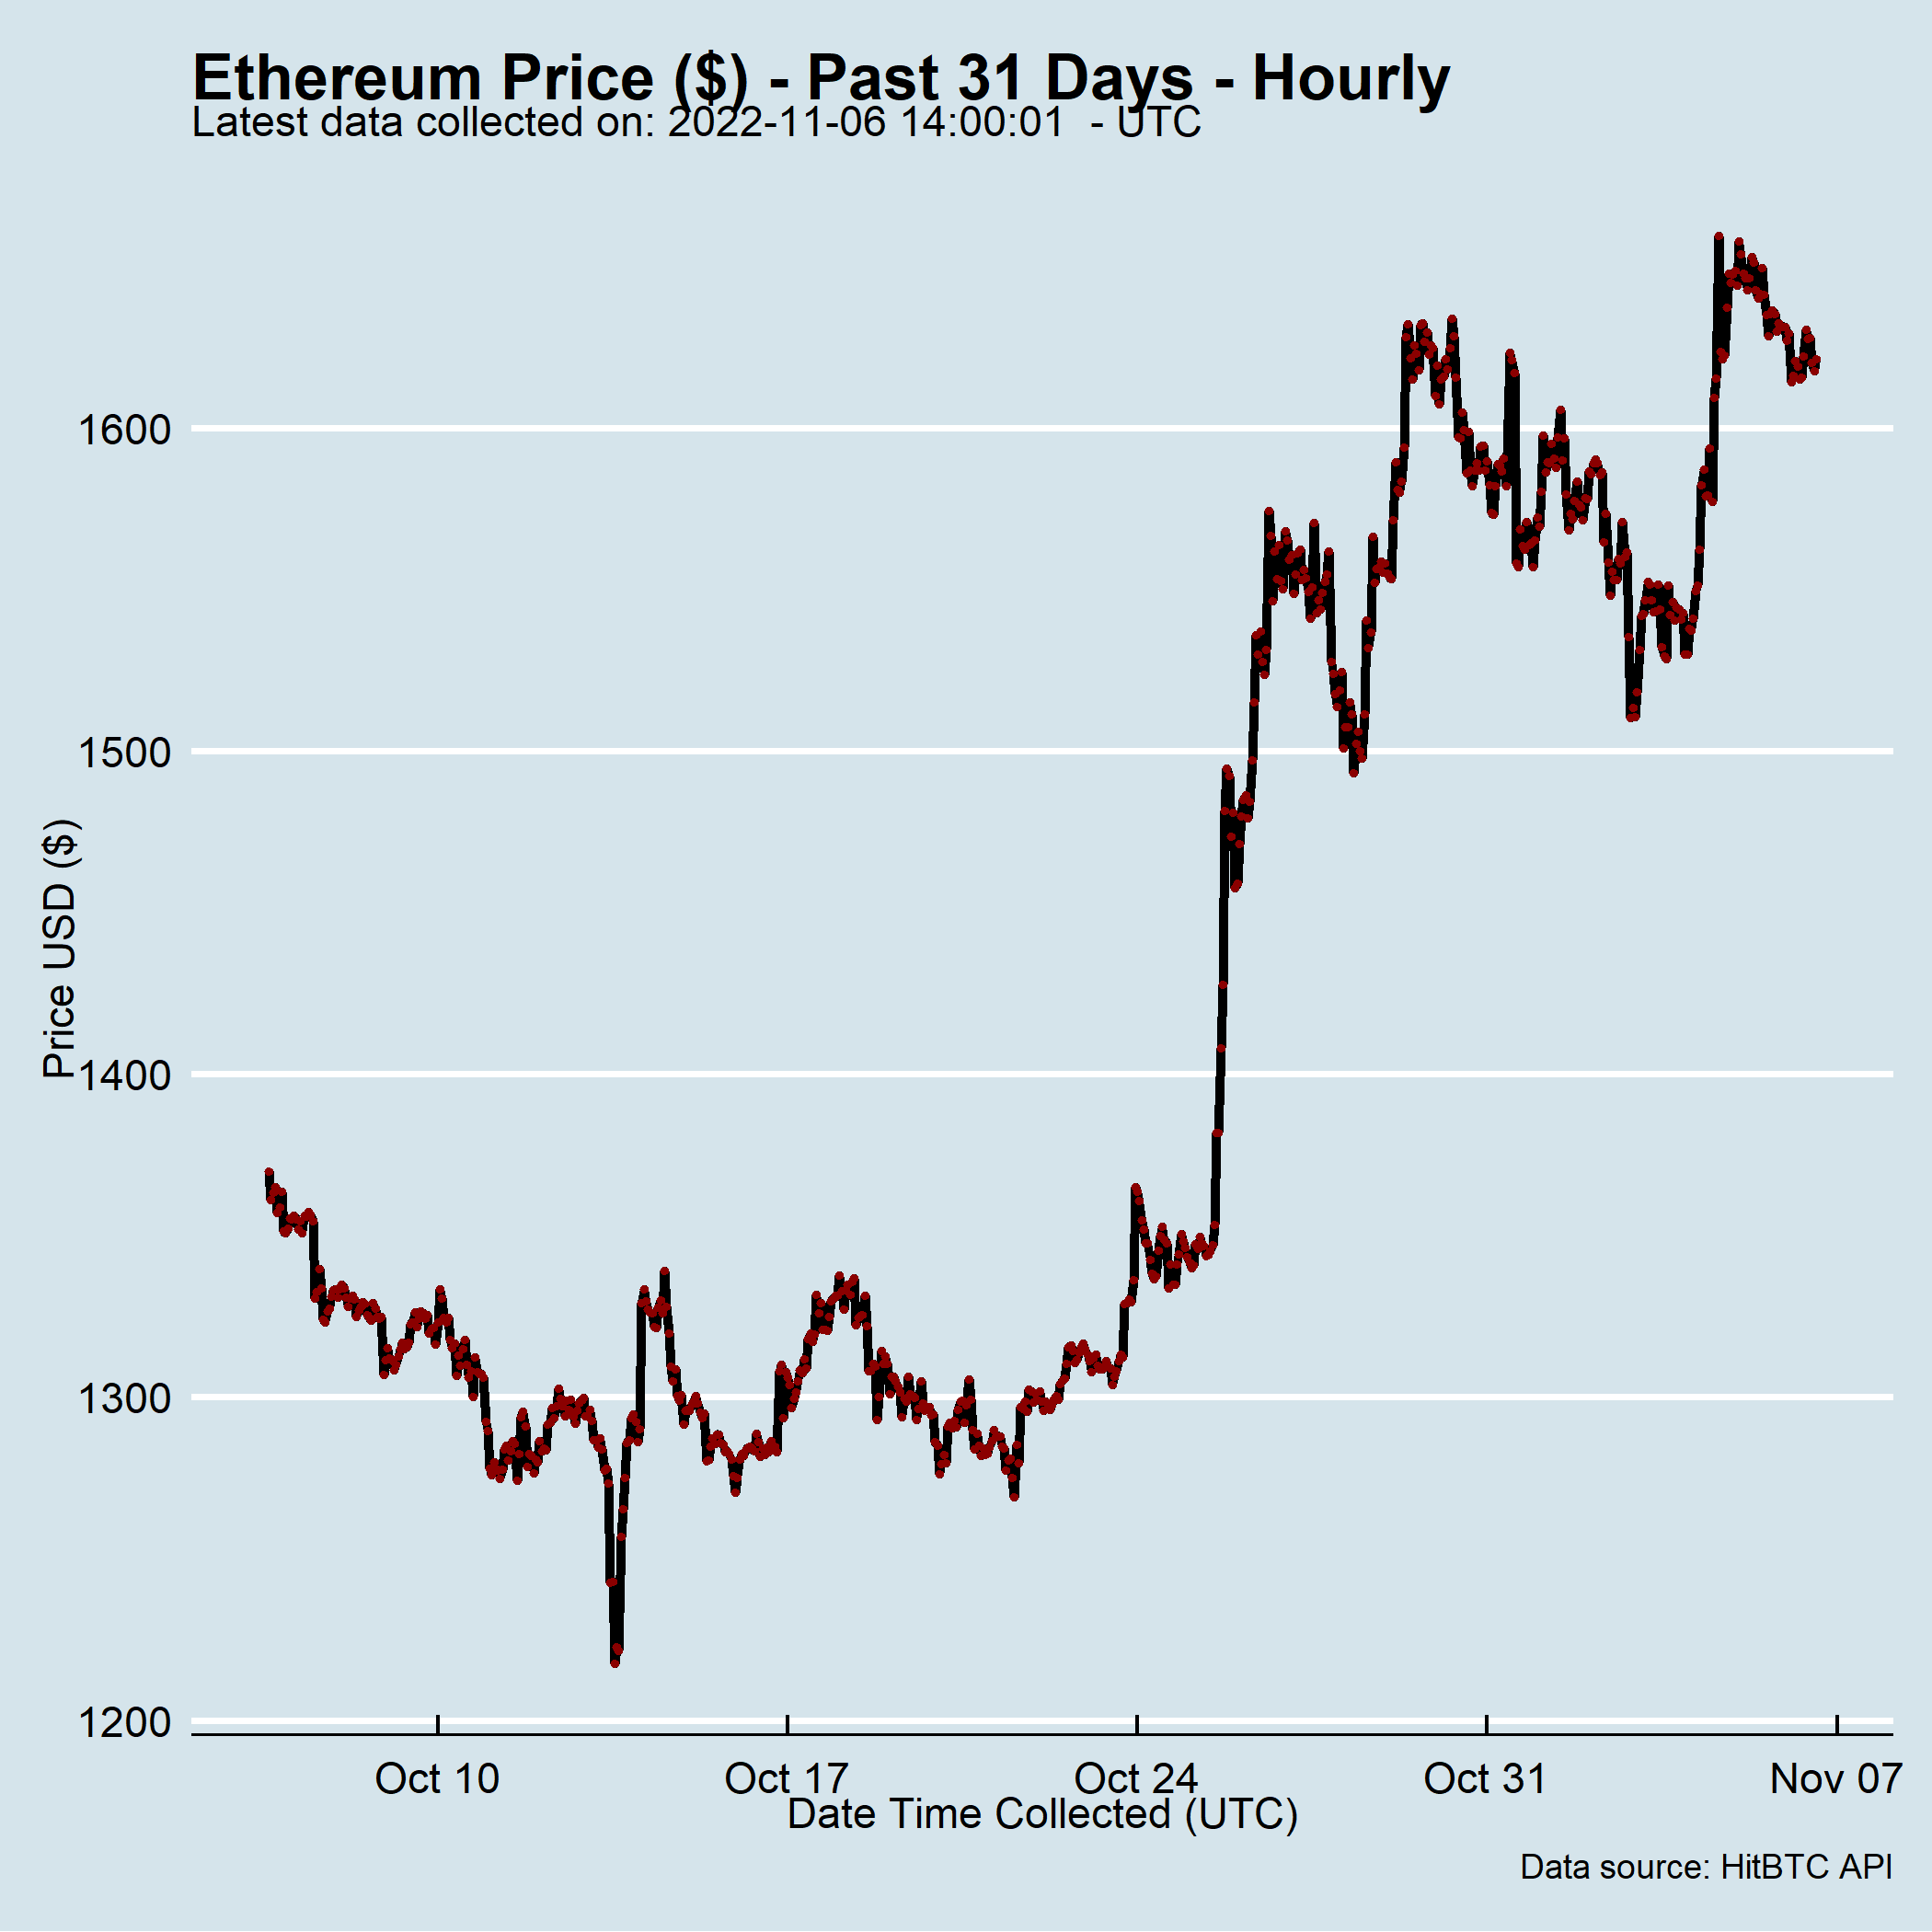 Ethereum Price ($) - Past 31 Days - Hourly
Latest data collected on: 2022-11-06 14:00:01  - UTC
1600
1500
1400
1300
1200
Price USD ($)
Oct 10 Oct 17 Oct 24 Oct 31 Nov 07
Date Time Collected (UTC)
Data source: HitBTC API